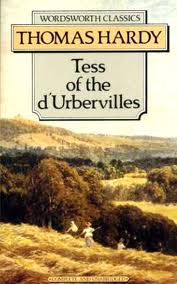 WORDSWORTH CLASSICS
THOMAS HARDY
Tess
of the
d'Urbervilles
COMPLETE AND UNABRIDGED